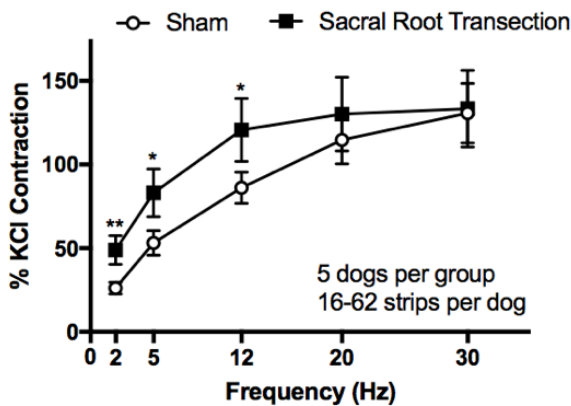 Sham Sacral Root Transection
% KCl Contraction
150
100
50
0
**
*
*
5 dogs per group
16-62 strips per dog
0 2 5 12 20 30
Frequency (Hz)